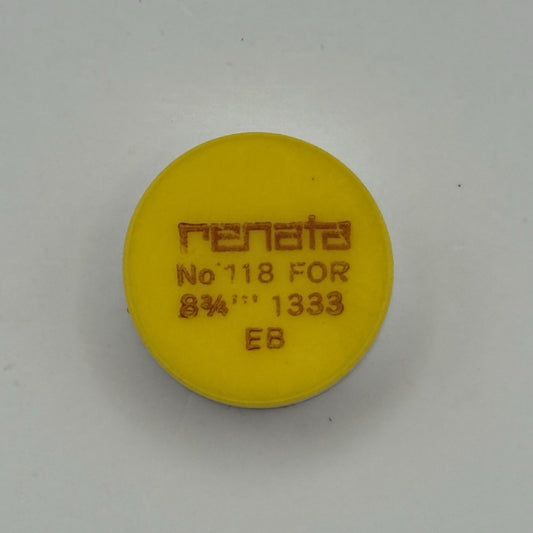 renata
No 118 FOR
8¾''' 1333
EB